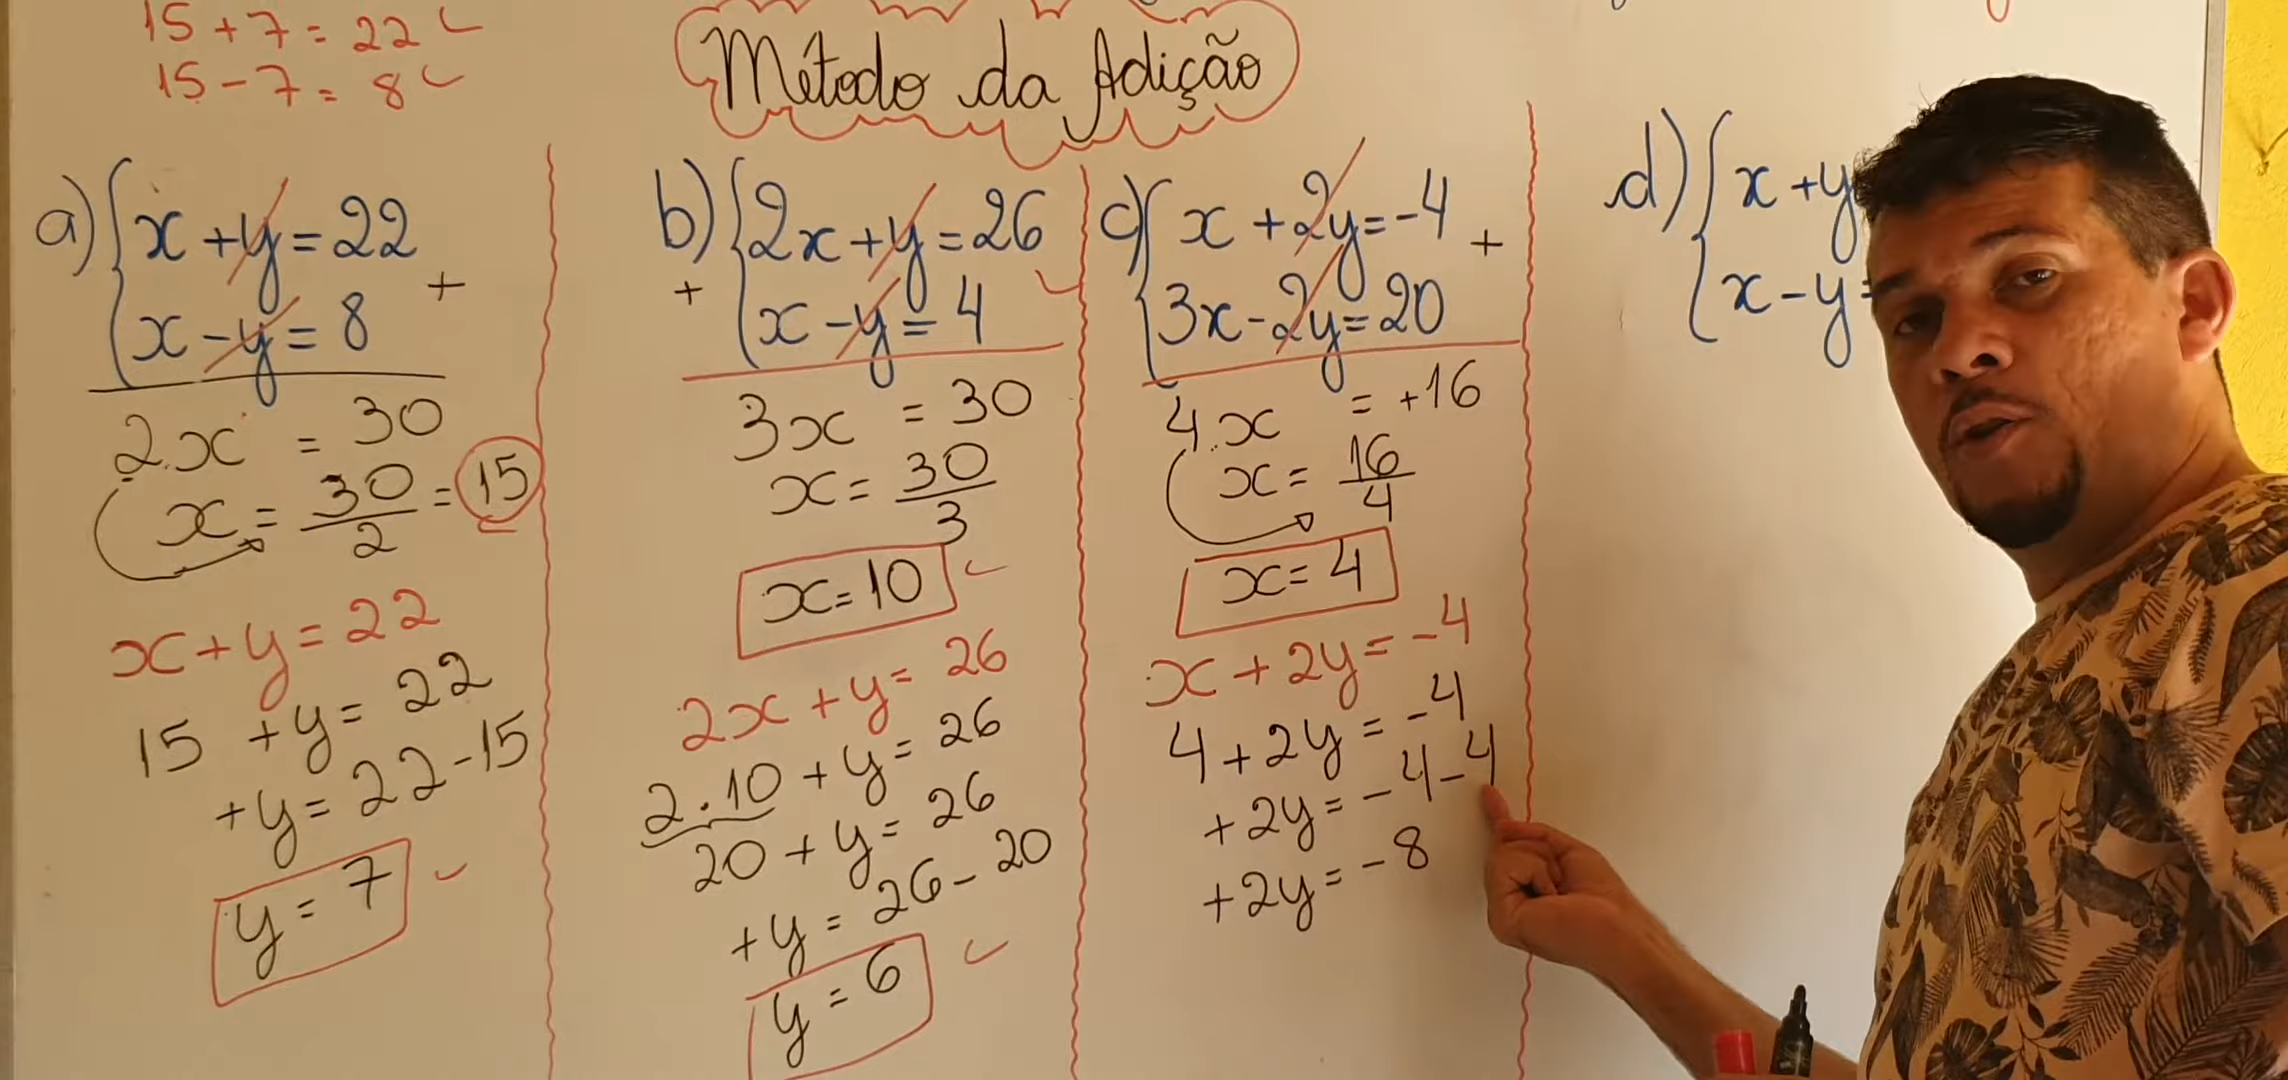 15 + 7 = 22
15 - 7 = 8
Método da Adição
a) { x + y = 22
x - y = 8
+
2x = 30
x = 30/2 = 15
x + y = 22
15 + y = 22
+y = 22 - 15
y = 7
b) { 2x + y = 26
+ x - y = 4
3x = 30
x = 30/3
x = 10
2x + y = 26
2 . 10 + y = 26
20 + y = 26
+y = 26 - 20
y = 6
c) { x + 2y = -4 +
3x - 2y = 20
4.x = +16
x = 16/4
x = 4
x + 2y = -4
4 + 2y = -4
+2y = -4 - 4
+2y = -8
d) { x + y
x - y =